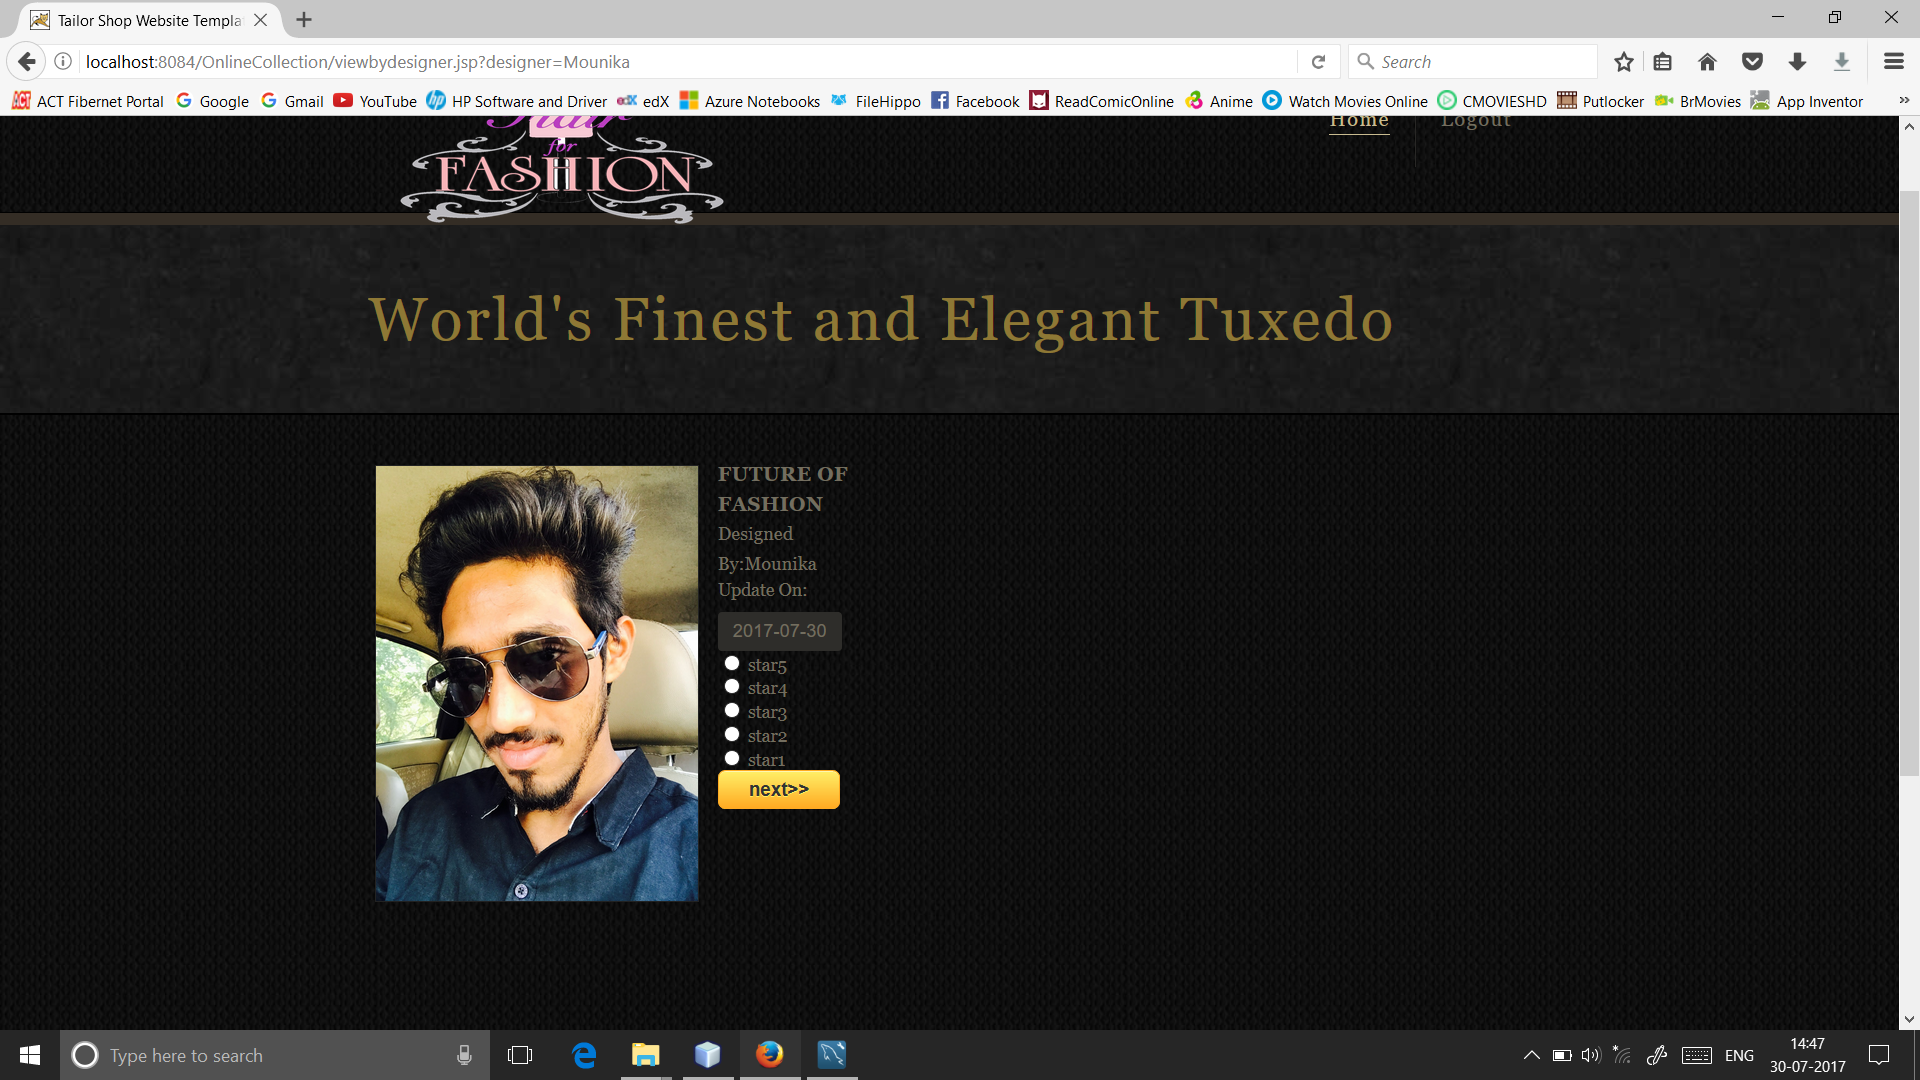 Tailor Shop Website Templa
localhost:8084/OnlineCollection/viewbydesigner.jsp?designer=Mounika
Search
ACT Fibernet Portal
Google
Gmail
YouTube
HP Software and Driver
edX
Azure Notebooks
FileHippo
Facebook
ReadComicOnline
Anime
Watch Movies Online
CMOVIESHD
Putlocker
BrMovies
App Inventor
Home
Logout
Flair
for
FASHION
World's Finest and Elegant Tuxedo
FUTURE OF
FASHION
Designed
By:Mounika
Update On:
2017-07-30
star5
star4
star3
star2
star1
next>>
Type here to search
ENG
14:47
30-07-2017